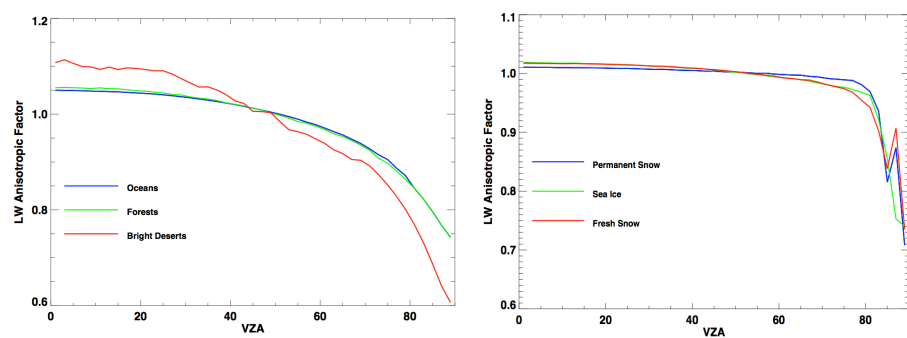 1.2
1.0
0.8
0.6
LW Anisotropic Factor
Oceans
Forests
Bright Deserts
0 20 40 60 80
VZA
1.1
1.0
0.9
0.8
0.7
0.6
LW Anisotropic Factor
Permanent Snow
Sea Ice
Fresh Snow
0 20 40 60 80
VZA